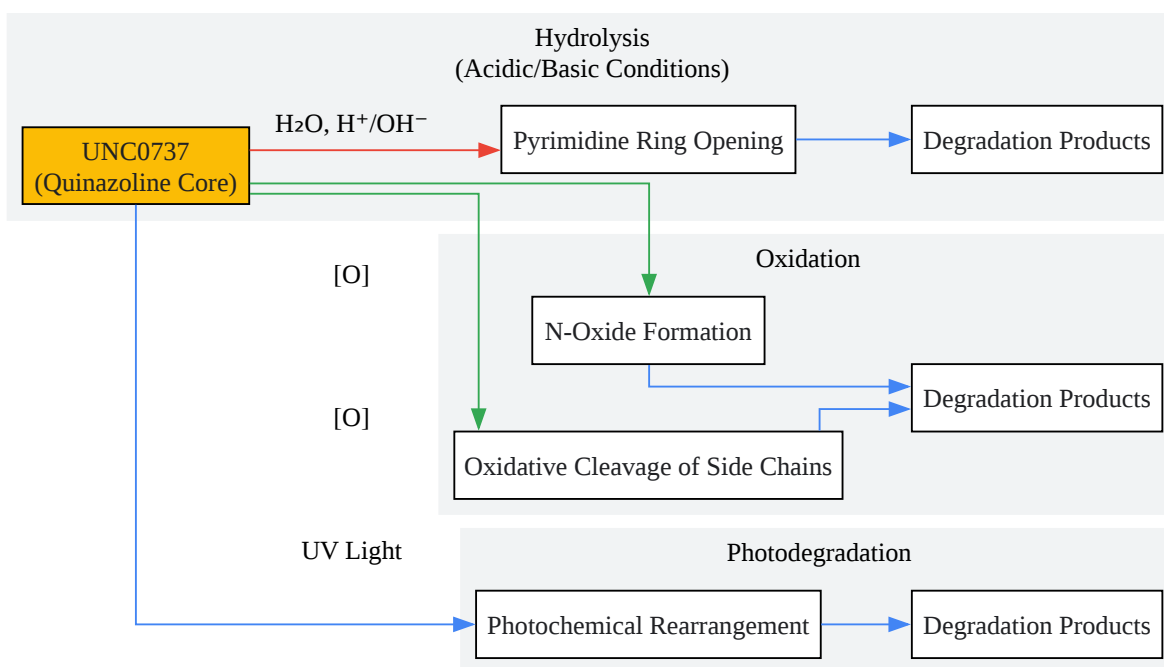 Hydrolysis
(Acidic/Basic Conditions)
H₂O, H⁺/OH⁻
UNC0737
(Quinazoline Core)
Pyrimidine Ring Opening
Degradation Products
Oxidation
[O]
N-Oxide Formation
Degradation Products
[O]
Oxidative Cleavage of Side Chains
UV Light
Photodegradation
Photochemical Rearrangement
Degradation Products